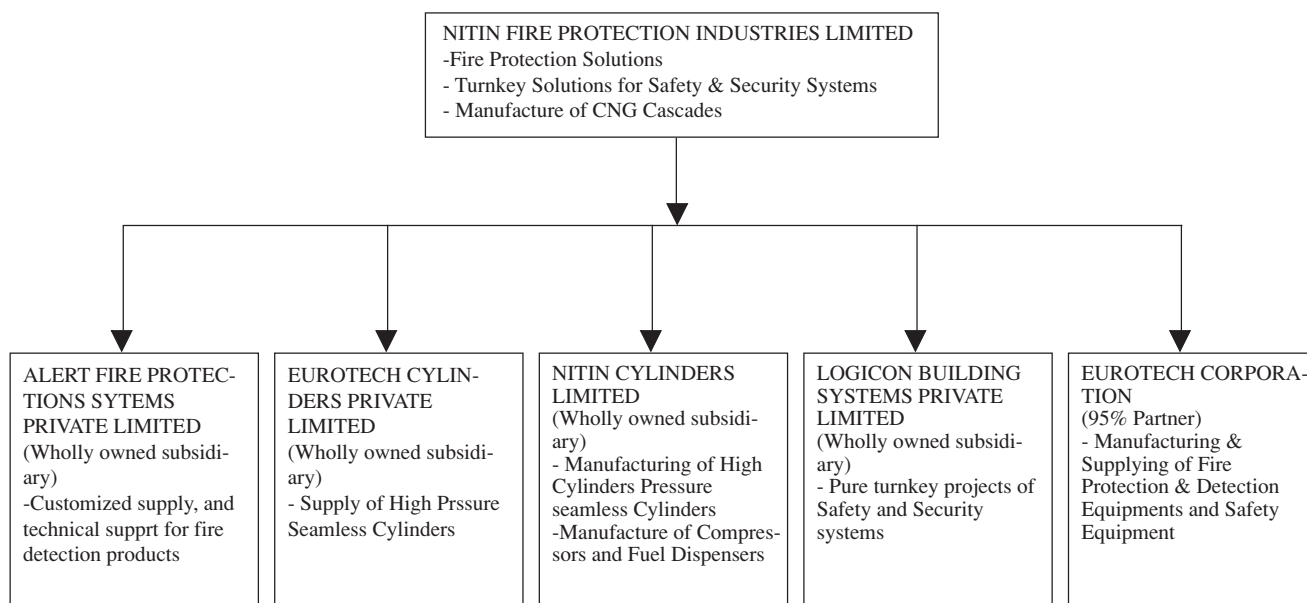 NITIN FIRE PROTECTION INDUSTRIES LIMITED
-Fire Protection Solutions
- Turnkey Solutions for Safety & Security Systems
- Manufacture of CNG Cascades
ALERT FIRE PROTEC-
TIONS SYTEMS
PRIVATE LIMITED
(Wholly owned subsidi-
ary)
-Customized supply, and
technical supprt for fire
detection products
EUROTECH CYLIN-
DERS PRIVATE
LIMITED
(Wholly owned subsidi-
ary)
- Supply of High Prssure
Seamless Cylinders
NITIN CYLINDERS
LIMITED
(Wholly owned subsidi-
ary)
- Manufacturing of High
Cylinders Pressure
seamless Cylinders
-Manufacture of Compres-
sors and Fuel Dispensers
LOGICON BUILDING
SYSTEMS PRIVATE
LIMITED
(Wholly owned subsidi-
ary)
- Pure turnkey projects of
Safety and Security
systems
EUROTECH CORPORA-
TION
(95% Partner)
- Manufacturing &
Supplying of Fire
Protection & Detection
Equipments and Safety
Equipment